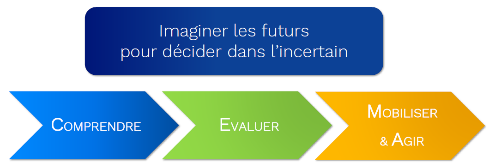 Imaginer les futurs
pour décider dans l'incertain
COMPRENDRE
EVALUER
MOBILISER
& AGIR